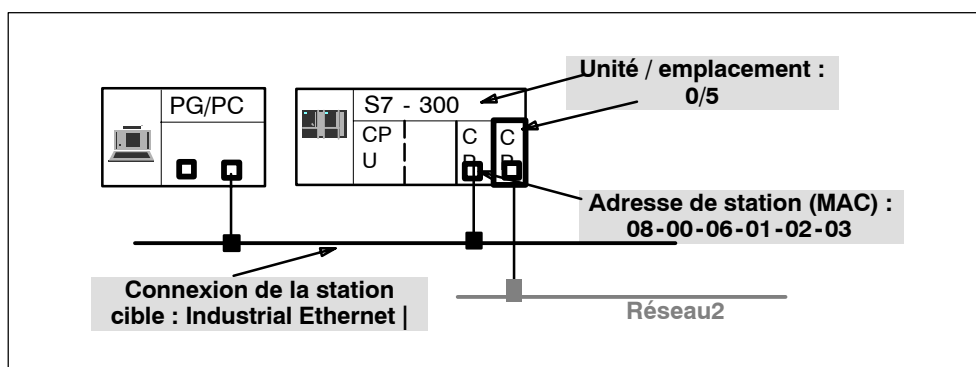 Unité / emplacement :
0/5
PG/PC
S7 - 300
CP
U
C
P
C
P
Adresse de station (MAC) :
08-00-06-01-02-03
Connexion de la station
cible : Industrial Ethernet |
Réseau2